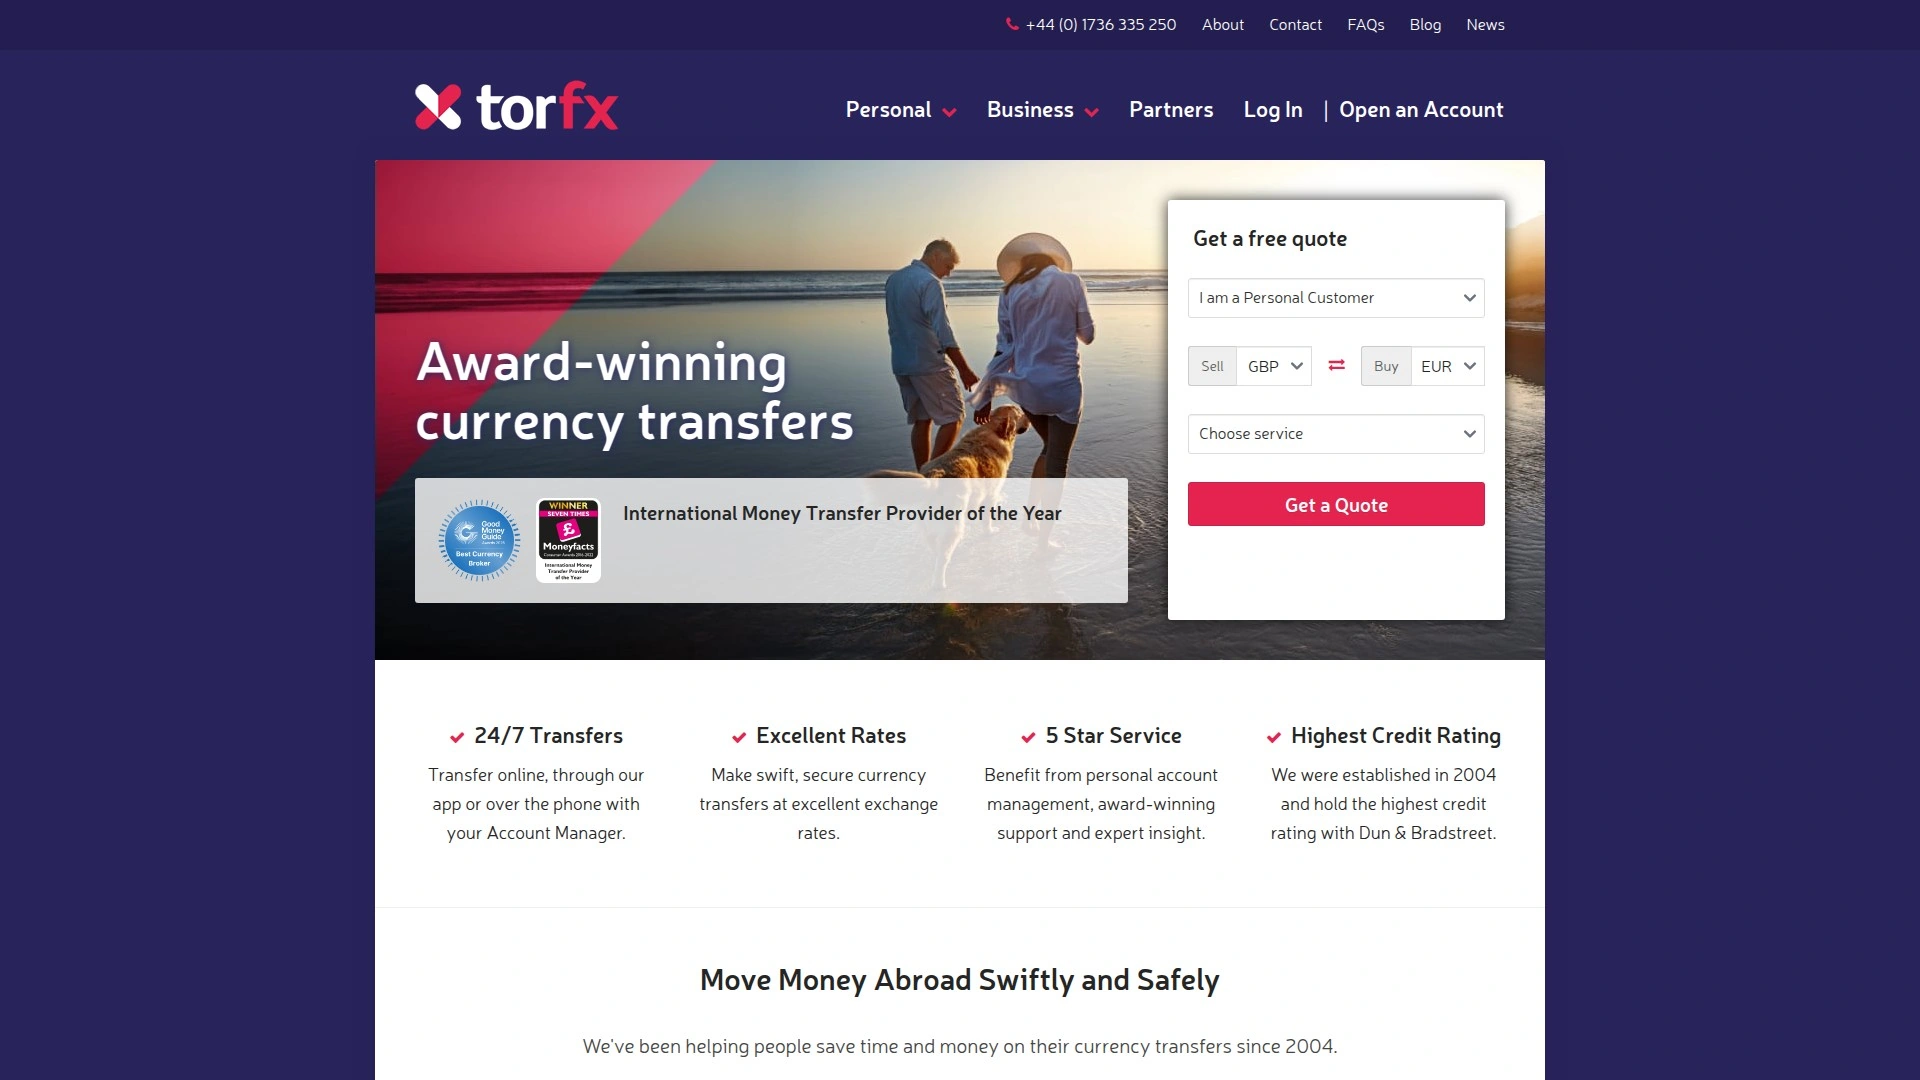 +44 (0) 1736 335 250 About Contact FAQs Blog News
torfx
Personal Business Partners Log In | Open an Account
Award-winning
currency transfers
Good
Money
Guide
Best Currency
Broker
WINNER
SEVEN TIMES
£
Moneyfacts
International Money
Transfer Provider
of the Year
International Money Transfer Provider of the Year
Get a free quote
I am a Personal Customer
Sell GBP Buy EUR
Choose service
Get a Quote
24/7 Transfers
Transfer online, through our
app or over the phone with
your Account Manager.
Excellent Rates
Make swift, secure currency
transfers at excellent exchange
rates.
5 Star Service
Benefit from personal account
management, award-winning
support and expert insight.
Highest Credit Rating
We were established in 2004
and hold the highest credit
rating with Dun & Bradstreet.
Move Money Abroad Swiftly and Safely
We've been helping people save time and money on their currency transfers since 2004.